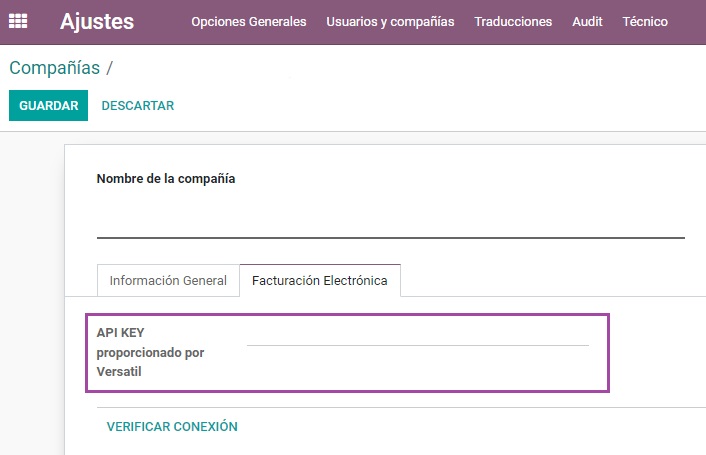 Ajustes Opciones Generales Usuarios y compañías Traducciones Audit Técnico
Compañías /
GUARDAR DESCARTAR
Nombre de la compañía
Información General Facturación Electrónica
API KEY
proporcionado por
Versatil
VERIFICAR CONEXIÓN